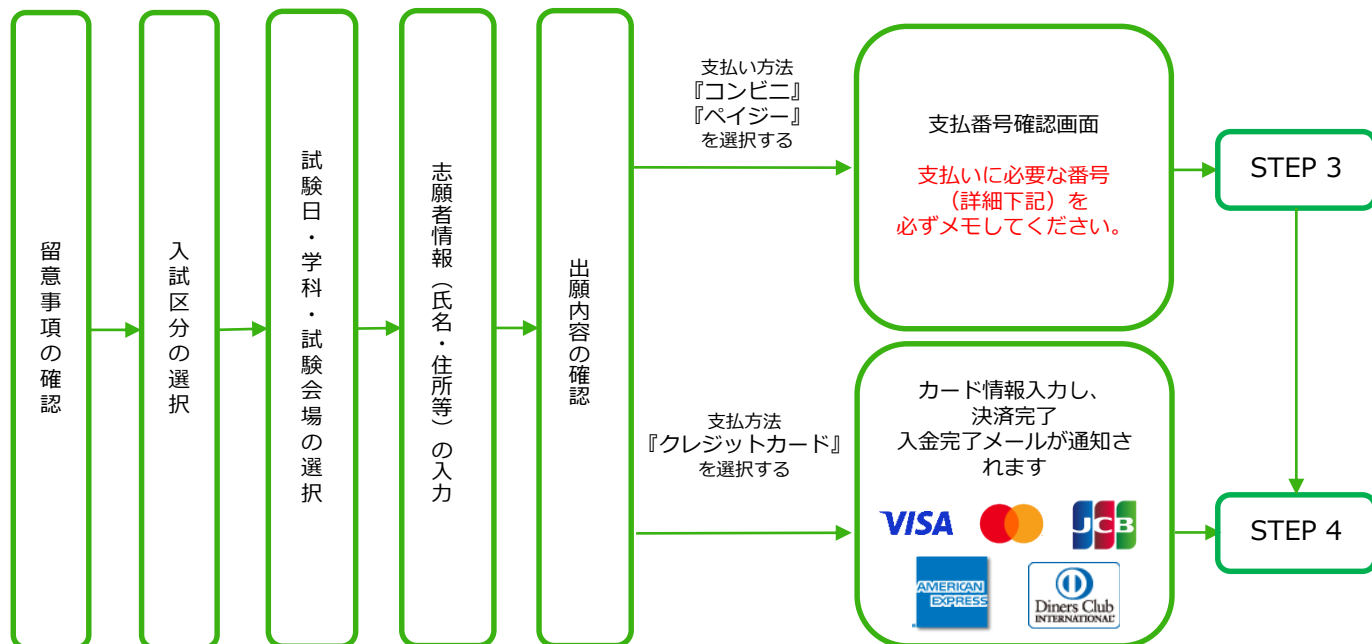 留意事項の確認
入試区分の選択
試験日・学科・試験会場の選択
志願者情報（氏名・住所等）の入力
出願内容の確認
支払い方法
『コンビニ』
『ペイジー』
を選択する
支払番号確認画面
支払いに必要な番号
（詳細下記）を
必ずメモしてください。
STEP 3
支払方法
『クレジットカード』
を選択する
カード情報入力し、
決済完了
入金完了メールが通知さ
れます
VISA
JCB
AMERICAN
EXPRESS
Diners Club
INTERNATIONAL
STEP 4